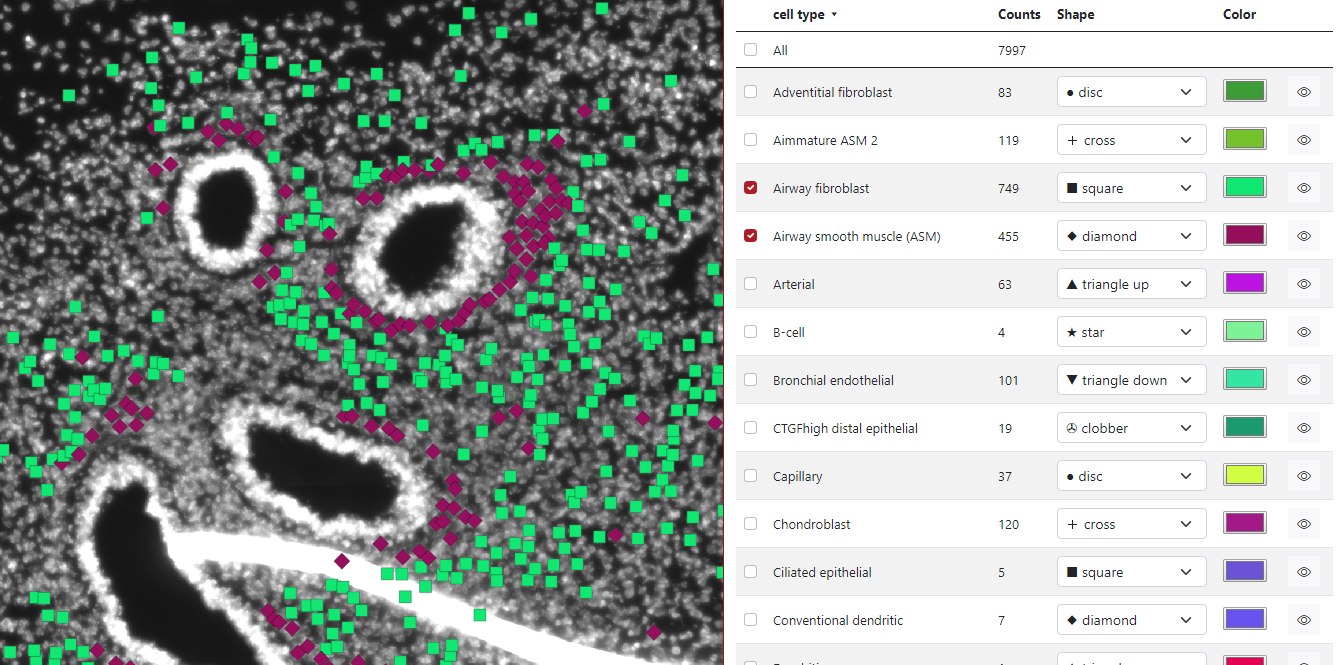 cell type ▾ Counts Shape Color
All 7997
Adventitial fibroblast 83 disc
Aimmature ASM 2 119 cross
Airway fibroblast 749 square
Airway smooth muscle (ASM) 455 diamond
Arterial 63 triangle up
B-cell 4 star
Bronchial endothelial 101 triangle down
CTGFhigh distal epithelial 19 clobber
Capillary 37 disc
Chondroblast 120 cross
Ciliated epithelial 5 square
Conventional dendritic 7 diamond